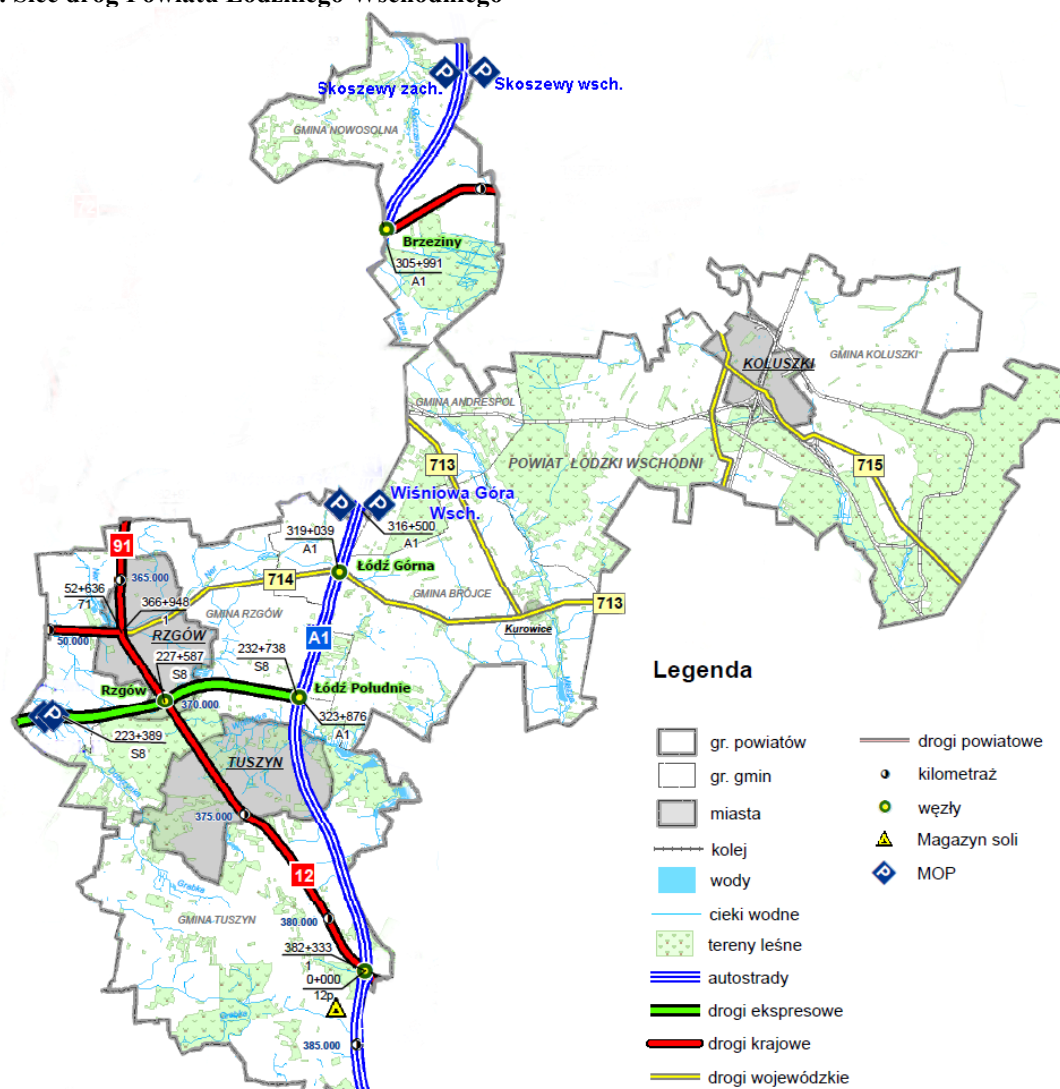 . Sieć dróg Powiatu Łódzkiego Wschodniego
Skoszewy zach.
Skoszewy wsch.
GMINA NOWOSOLNA
Brzeziny
305+991
A1
GMINA KOLUSZKI
KOLUSZKI
GMINA ANDRESPOL
713
POWIAT ŁÓDZKI WSCHODNI
715
Wiśniowa Góra
Wsch.
319+039
A1
316+500
A1
91
Łódź Górna
365.000
714
52+636
71
GMINA BRÓJCE
713
366+948
1
GMINA RZGÓW
Ner
Kurowice
50.000
RZGÓW
A1
232+738
S8
227+587
S8
Rzgów
Łódź Południe
370.000
323+876
A1
223+389
S8
TUSZYN
375.000
12
Grabka
GMINA TUSZYN
380.000
382+333
1
0+000
12p
Grabka
385.000
Legenda
gr. powiatów
gr. gmin
miasta
kolej
wody
cieki wodne
tereny leśne
autostrady
drogi ekspresowe
drogi krajowe
drogi wojewódzkie
drogi powiatowe
kilometraż
węzły
Magazyn soli
MOP